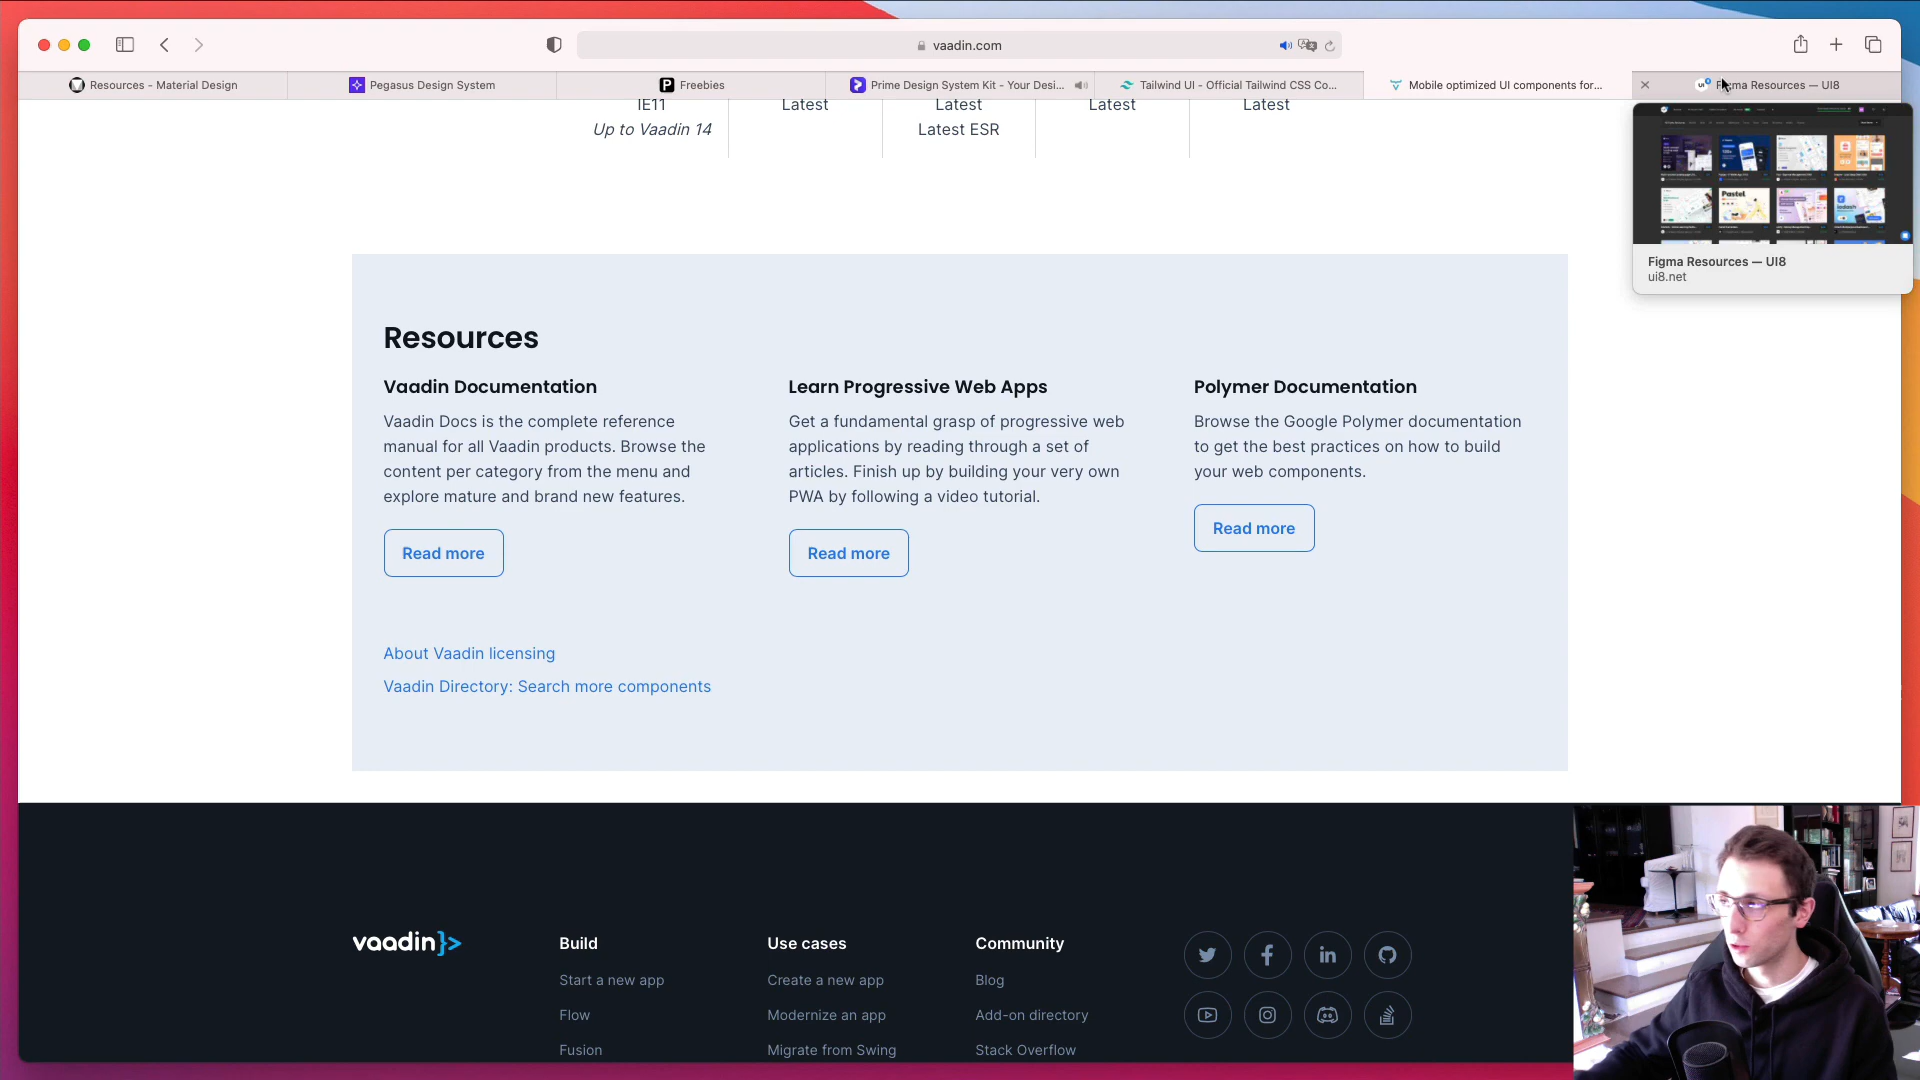 vaadin.com
Resources - Material Design
Pegasus Design System
Freebies
Prime Design System Kit - Your Desi...
Tailwind UI - Official Tailwind CSS Co...
Mobile optimized UI components for...
Figma Resources — UI8
IE11
Up to Vaadin 14
Latest
Latest
Latest ESR
Latest
Latest
Pastel
Figma Resources — UI8
ui8.net
Resources
Vaadin Documentation
Vaadin Docs is the complete reference
manual for all Vaadin products. Browse the
content per category from the menu and
explore mature and brand new features.
Read more
Learn Progressive Web Apps
Get a fundamental grasp of progressive web
applications by reading through a set of
articles. Finish up by building your very own
PWA by following a video tutorial.
Read more
Polymer Documentation
Browse the Google Polymer documentation
to get the best practices on how to build
your web components.
Read more
About Vaadin licensing
Vaadin Directory: Search more components
vaadin}>
Build
Start a new app
Flow
Fusion
Use cases
Create a new app
Modernize an app
Migrate from Swing
Community
Blog
Add-on directory
Stack Overflow